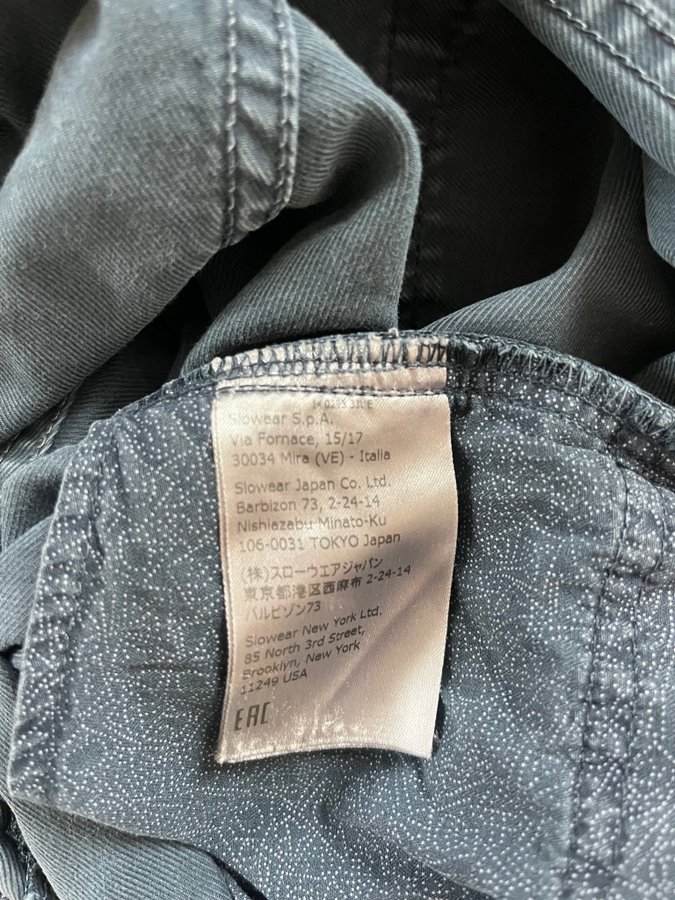 Slowear S.p.A.
Via Fornace, 15/17
30034 Mira (VE) - Italia
Slowear Japan Co. Ltd.
Barbizon 73, 2-24-14
Nishiazabu Minato-Ku
106-0031 TOKYO Japan
(株)スローウエアジャパン
東京都港区西麻布 2-24-14
バルビゾン73
Slowear New York Ltd.
85 North 3rd Street,
Brooklyn, New York
11249 USA
EAC